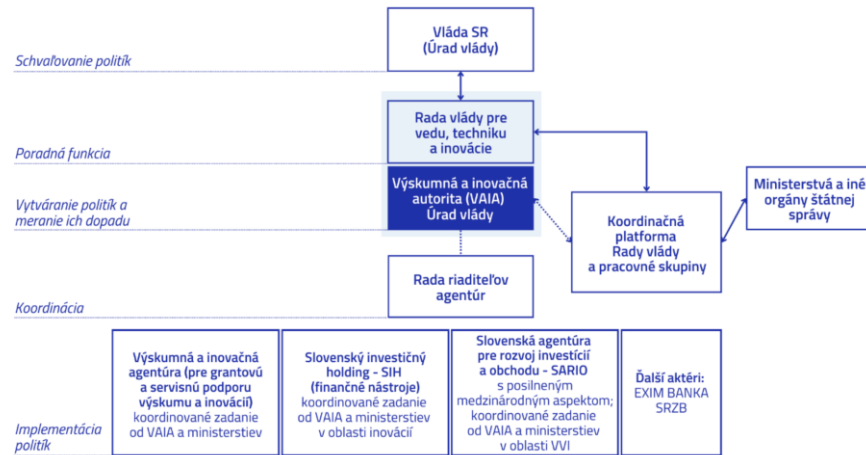 Vláda SR
(Úrad vlády)
Schvaľovanie politík
Rada vlády pre
vedu, techniku
a inovácie
Poradná funkcia
Výskumná a inovačná
autorita (VAIA)
Úrad vlády
Vytváranie politík a
meranie ich dopadu
Koordinačná
platforma
Rady vlády
a pracovné skupiny
Ministerstvá a iné
orgány štátnej
správy
Rada riaditeľov
agentúr
Koordinácia
Výskumná a inovačná
agentúra (pre grantovú
a servisnú podporu
výskumu a inovácií)
koordinované zadanie
od VAIA a ministerstiev
Slovenský investičný
holding - SIH
(finančné nástroje)
koordinované zadanie
od VAIA a ministerstiev
v oblasti inovácií
Slovenská agentúra
pre rozvoj investícií
a obchodu - SARIO
s posilneným
medzinárodným aspektom;
koordinované zadanie
od VAIA a ministerstiev
v oblasti VVI
Ďalší aktéri:
EXIM BANKA
SRZB
Implementácia
politík